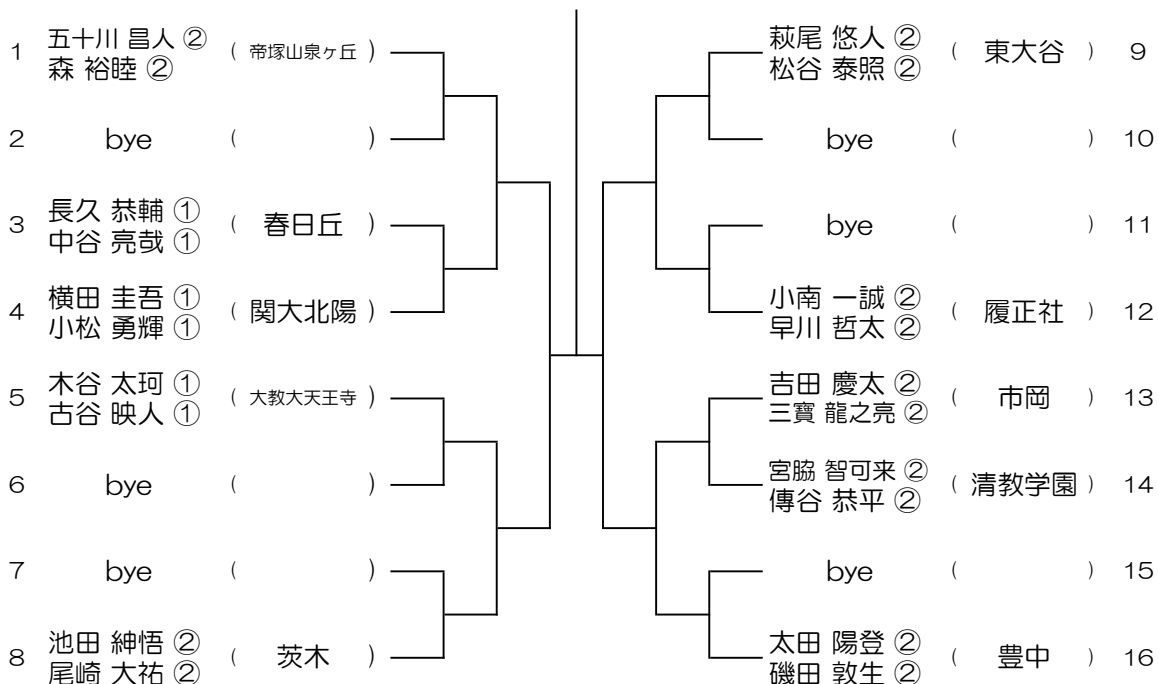 1 五十川 昌人 ② ( 帝塚山泉ヶ丘 )
森 裕睦 ②
2 bye ( )
3 長久 恭輔 ① ( 春日丘 )
中谷 亮哉 ①
4 横田 圭吾 ① ( 関大北陽 )
小松 勇輝 ①
5 木谷 太珂 ① ( 大教大天王寺 )
古谷 映人 ①
6 bye ( )
7 bye ( )
8 池田 紳悟 ② ( 茨木 )
尾崎 大祐 ②
萩尾 悠人 ② ( 東大谷 ) 9
松谷 泰照 ②
bye ( ) 10
bye ( ) 11
小南 一誠 ② ( 履正社 ) 12
早川 哲太 ②
吉田 慶太 ② ( 市岡 ) 13
三寶 龍之亮 ②
宮脇 智可来 ② ( 清教学園 ) 14
傳谷 恭平 ②
bye ( ) 15
太田 陽登 ② ( 豊中 ) 16
磯田 敦生 ②